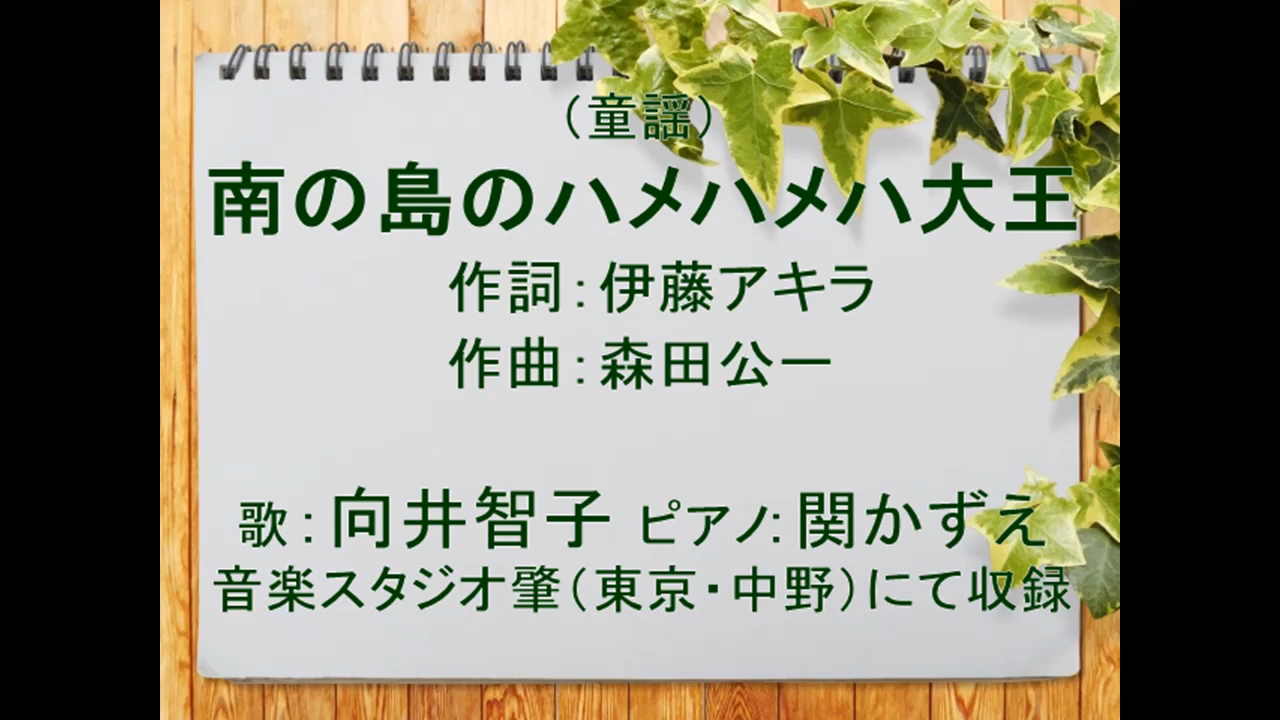 (童謡)
南の島のハメハメハ大王
作詞：伊藤アキラ
作曲：森田公一
歌：向井智子 ピアノ：関かずえ
音楽スタジオ肇（東京・中野）にて収録